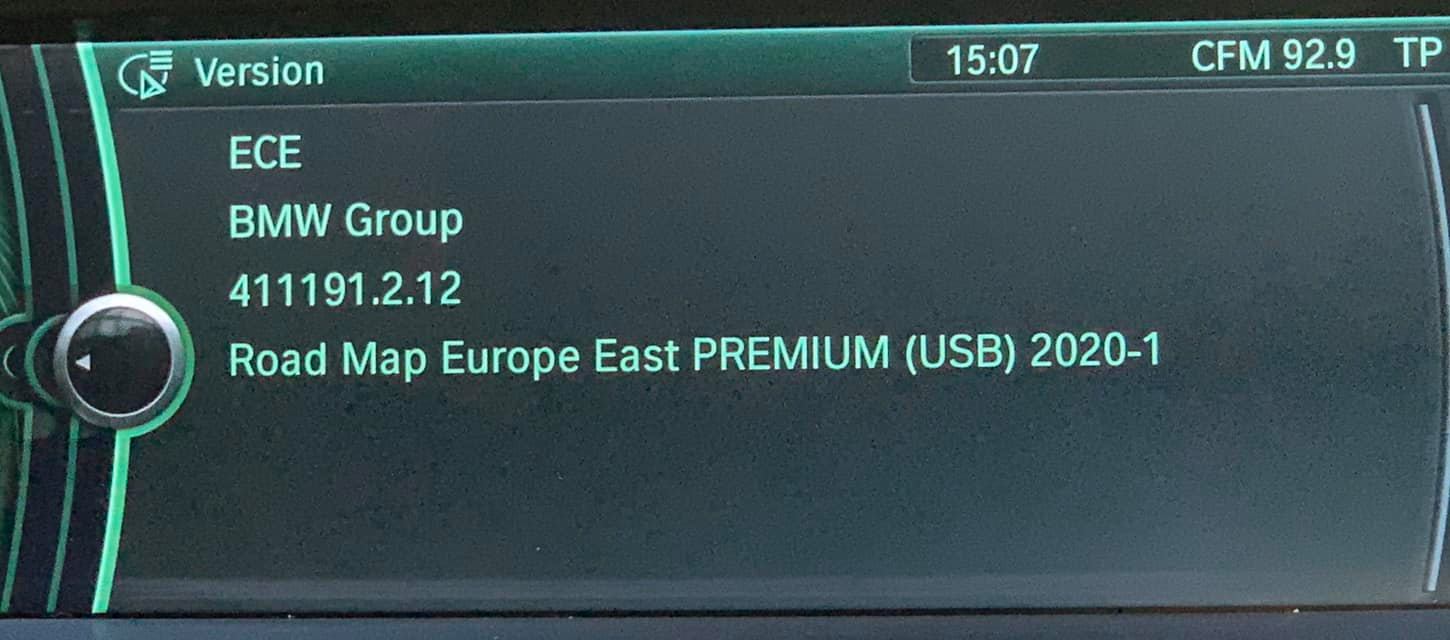 Version 15:07 CFM 92.9 TP
ECE
BMW Group
411191.2.12
Road Map Europe East PREMIUM (USB) 2020-1